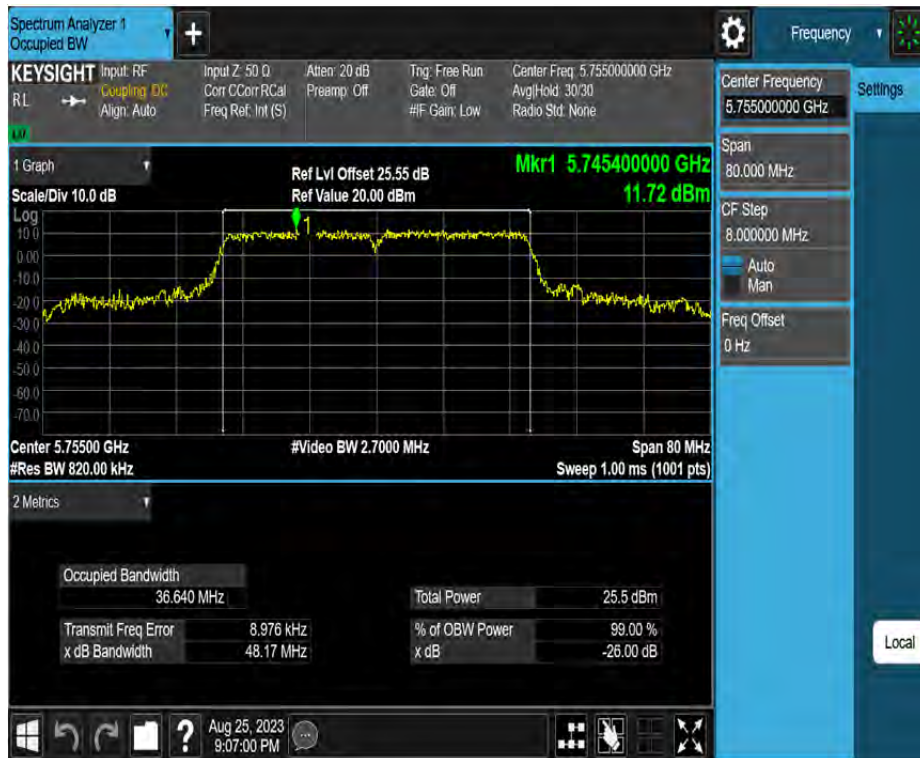 Spectrum Analyzer 1
Occupied BW
+
Frequency
KEYSIGHT
RL
Input: RF
Coupling: DC
Align: Auto
Input Z: 50 Ω
Corr CCorr RCal
Freq Ref: Int (S)
Atten: 20 dB
Preamp: Off
Trig: Free Run
Gate: Off
#IF Gain: Low
Center Freq: 5.755000000 GHz
Avg|Hold: 30/30
Radio Std: None
Center Frequency
5.755000000 GHz
Settings
Span
80.000 MHz
CF Step
8.000000 MHz
Auto
Man
Freq Offset
0 Hz
1 Graph
Scale/Div 10.0 dB
Ref Lvl Offset 25.55 dB
Ref Value 20.00 dBm
Mkr1 5.745400000 GHz
11.72 dBm
Log
10.0
0.00
-10.0
-20.0
-30.0
-40.0
-50.0
-60.0
-70.0
1
Center 5.75500 GHz
#Video BW 2.7000 MHz
Span 80 MHz
#Res BW 820.00 kHz
Sweep 1.00 ms (1001 pts)
2 Metrics
Occupied Bandwidth
36.640 MHz
Total Power 25.5 dBm
Transmit Freq Error 8.976 kHz
% of OBW Power 99.00 %
x dB Bandwidth 48.17 MHz
x dB -26.00 dB
Local
?
Aug 25, 2023
9:07:00 PM